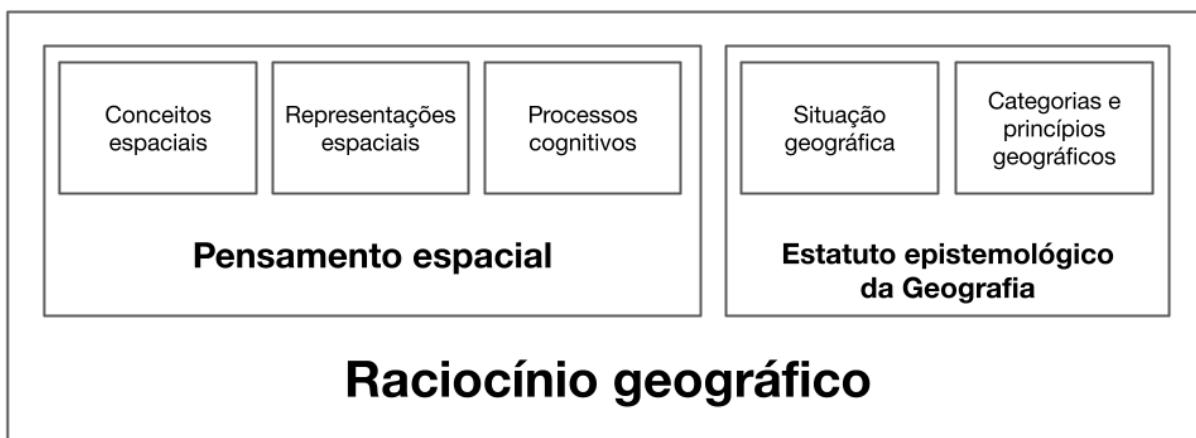 Conceitos
espaciais
Representações
espaciais
Processos
cognitivos
Pensamento espacial
Situação
geográfica
Categorias e
princípios
geográficos
Estatuto epistemológico
da Geografia
Raciocínio geográfico